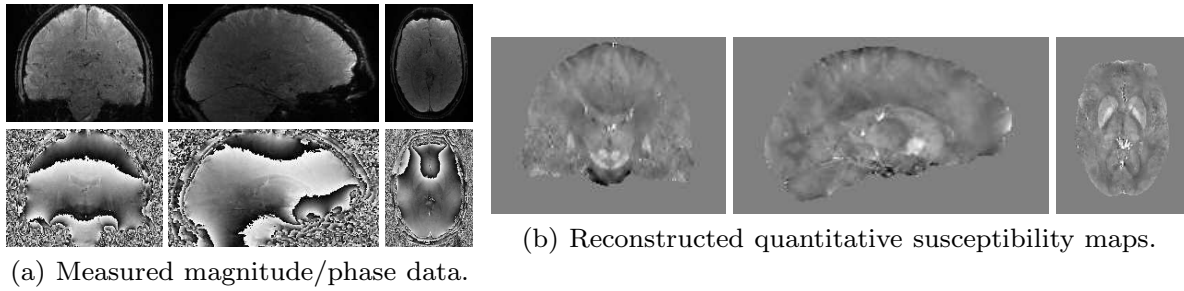 (a) Measured magnitude/phase data.
(b) Reconstructed quantitative susceptibility maps.